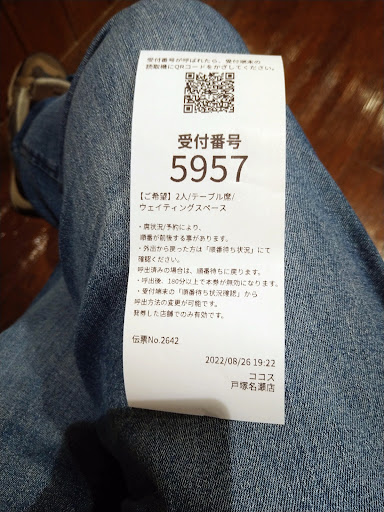 受付番号が呼ばれたら、受付端末の
読取機にQRコードをかざしてください。
受付番号
5957
【ご希望】2人/テーブル席/
ウェイティングスペース
・席状況/予約により、
順番が前後する事があります。
・外出から戻った方は「順番待ち状況」にて
確認ください。
呼出済みの場合は、順番待ちに戻ります。
・呼出後、180分以上で本券が無効になります。
・受付端末の「順番待ち状況確認」から
呼出方法の変更が可能です。
発券した店舗でのみ有効です。
伝票No.2642
2022/08/26 19:22
ココス
戸塚名瀬店